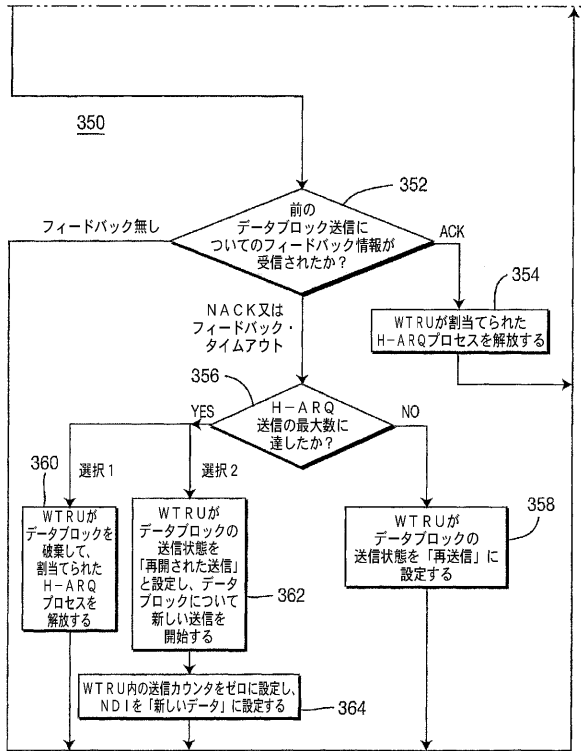 350
352
前の
データブロック送信に
ついてのフィードバック情報が
受信されたか？
フィードバック無し
ACK
354
WTRUが割当てられた
H-ARQプロセスを解放する
NACK又は
フィードバック・
タイムアウト
356
H-ARQ
送信の最大数に
達したか？
YES
NO
360
選択1
選択2
WTRUが
データブロックを
破棄して、
割当てられた
H-ARQ
プロセスを
解放する
WTRUが
データブロックの
送信状態を
「再開された送信」
と設定し、データ
ブロックについて
新しい送信を
開始する
362
WTRUが
データブロックの
送信状態を「再送信」に
設定する
358
WTRU内の送信カウンタをゼロに設定し、
NDIを「新しいデータ」に設定する
364